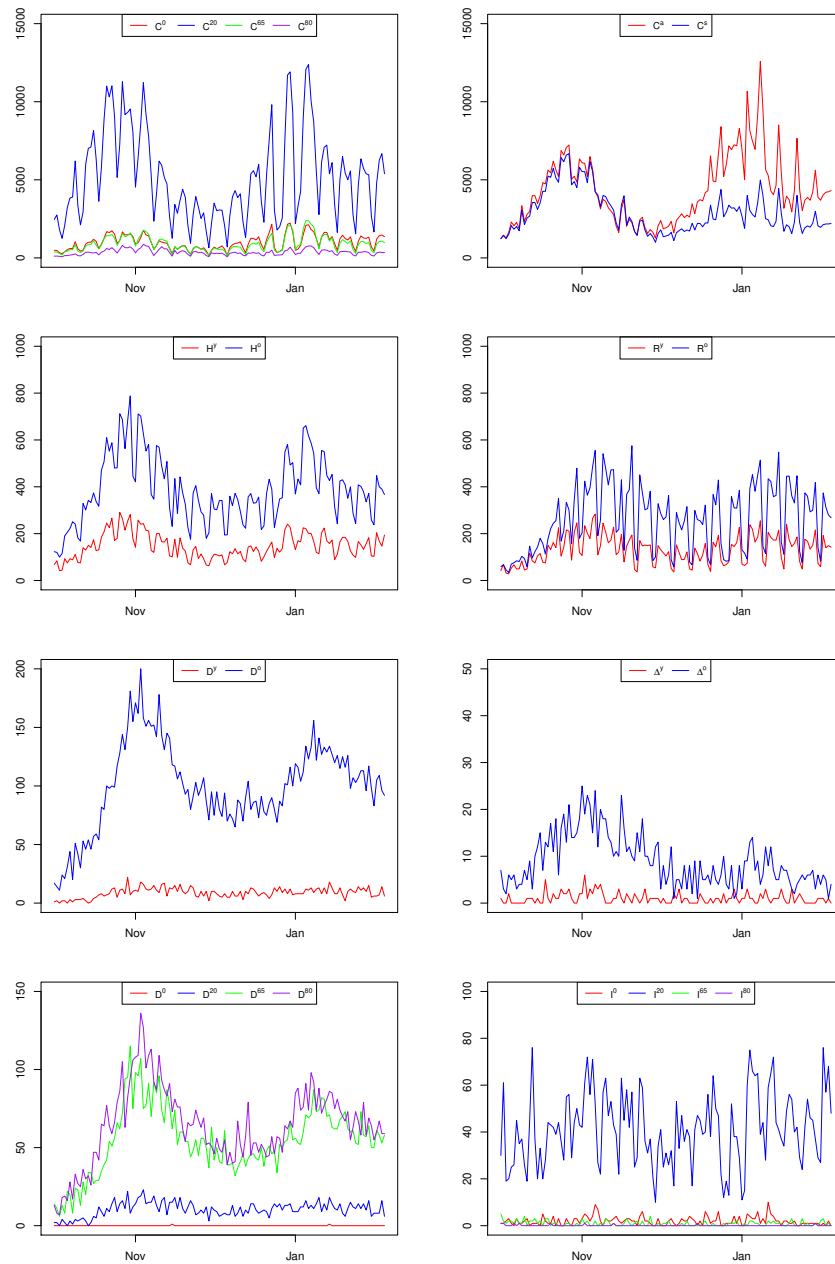 C⁰ C²⁰ C⁶⁵ C⁸⁰
15000
10000
5000
0
Nov Jan
Cᵃ Cˢ
15000
10000
5000
0
Nov Jan
Hʸ Hᵒ
1000
800
600
400
200
0
Nov Jan
Rʸ Rᵒ
1000
800
600
400
200
0
Nov Jan
Dʸ Dᵒ
200
150
100
50
0
Nov Jan
Δʸ Δᵒ
50
40
30
20
10
0
Nov Jan
D⁰ D²⁰ D⁶⁵ D⁸⁰
150
100
50
0
Nov Jan
I⁰ I²⁰ I⁶⁵ I⁸⁰
100
80
60
40
20
0
Nov Jan